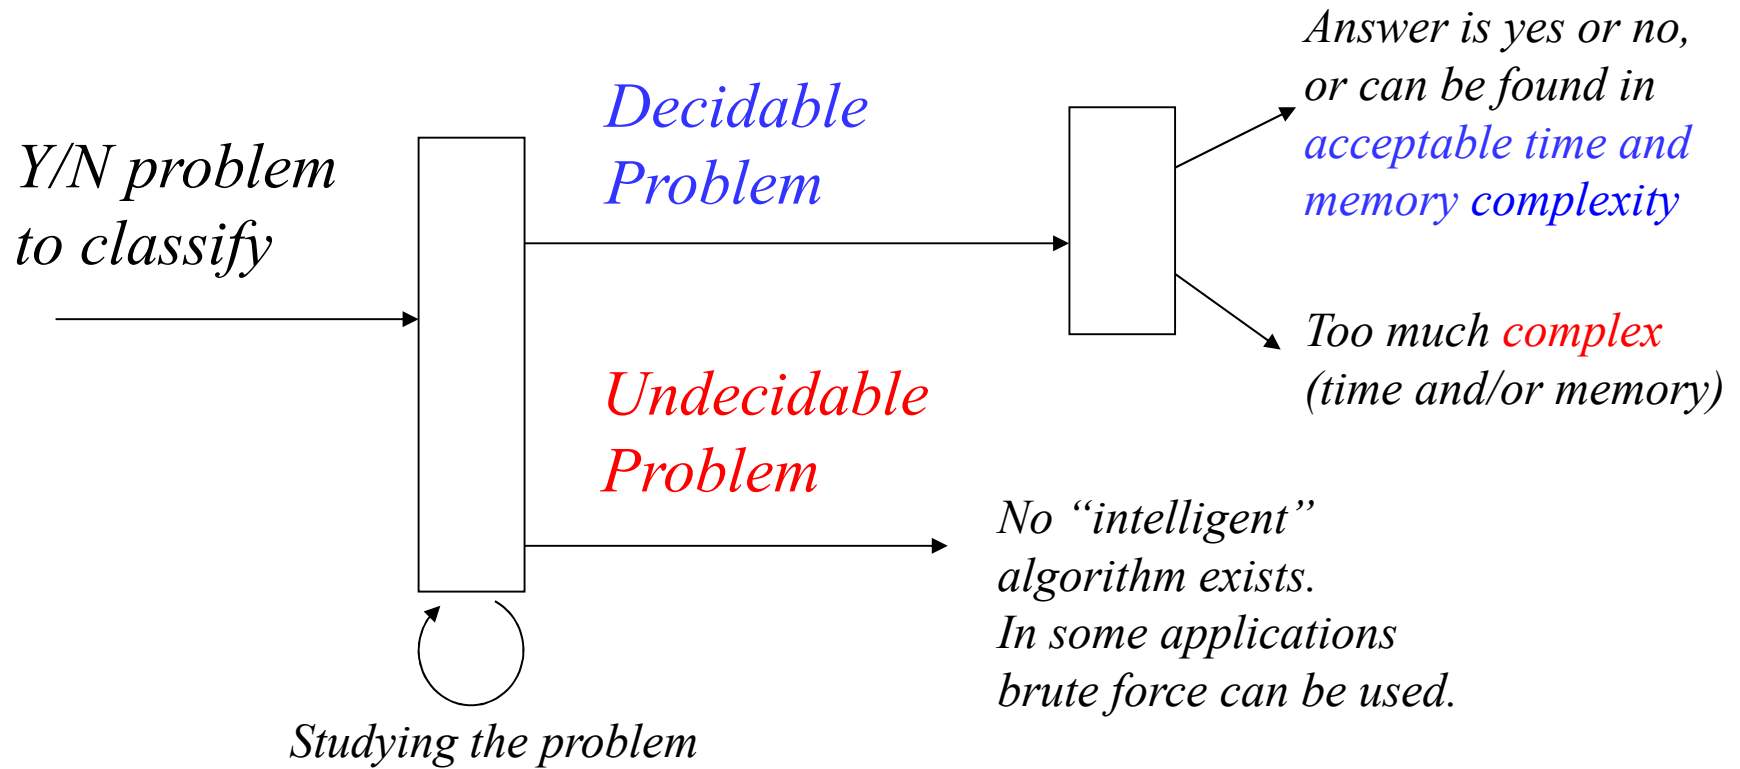 Y/N problem
to classify
Decidable
Problem
Answer is yes or no,
or can be found in
acceptable time and
memory complexity
Too much complex
(time and/or memory)
Undecidable
Problem
No “intelligent”
algorithm exists.
In some applications
brute force can be used.
Studying the problem